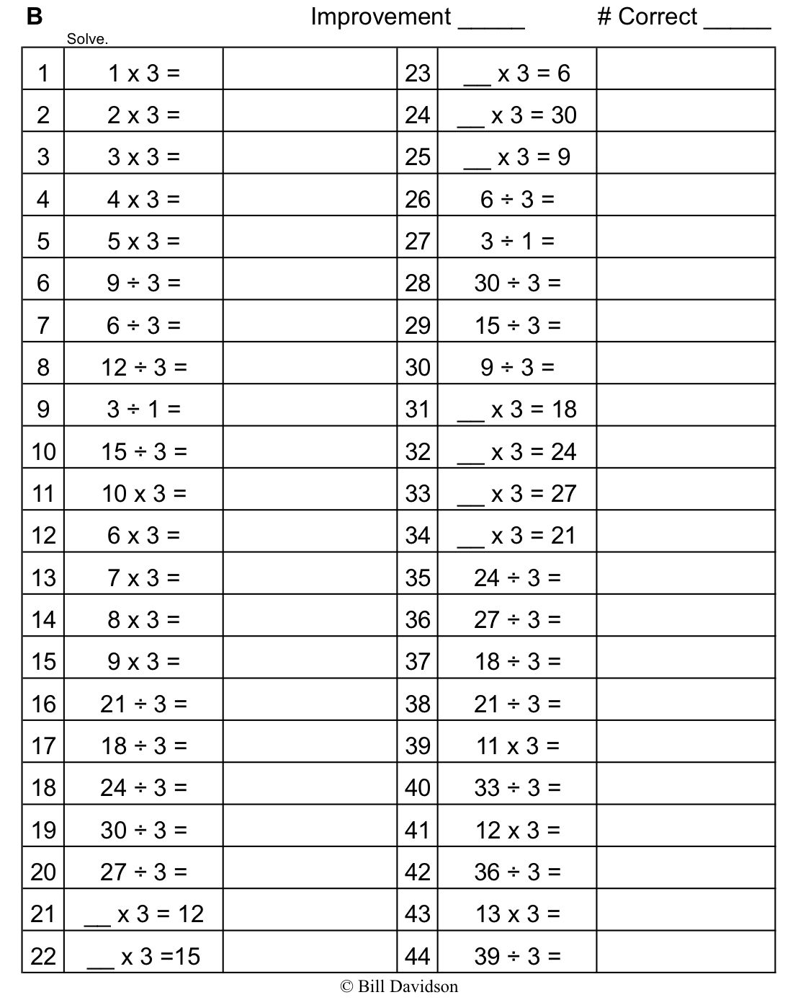 B Improvement _____ # Correct _____
Solve.
1 1 x 3 = 23 __ x 3 = 6
2 2 x 3 = 24 __ x 3 = 30
3 3 x 3 = 25 __ x 3 = 9
4 4 x 3 = 26 6 ÷ 3 =
5 5 x 3 = 27 3 ÷ 1 =
6 9 ÷ 3 = 28 30 ÷ 3 =
7 6 ÷ 3 = 29 15 ÷ 3 =
8 12 ÷ 3 = 30 9 ÷ 3 =
9 3 ÷ 1 = 31 __ x 3 = 18
10 15 ÷ 3 = 32 __ x 3 = 24
11 10 x 3 = 33 __ x 3 = 27
12 6 x 3 = 34 __ x 3 = 21
13 7 x 3 = 35 24 ÷ 3 =
14 8 x 3 = 36 27 ÷ 3 =
15 9 x 3 = 37 18 ÷ 3 =
16 21 ÷ 3 = 38 21 ÷ 3 =
17 18 ÷ 3 = 39 11 x 3 =
18 24 ÷ 3 = 40 33 ÷ 3 =
19 30 ÷ 3 = 41 12 x 3 =
20 27 ÷ 3 = 42 36 ÷ 3 =
21 __ x 3 = 12 43 13 x 3 =
22 __ x 3 =15 44 39 ÷ 3 =
© Bill Davidson